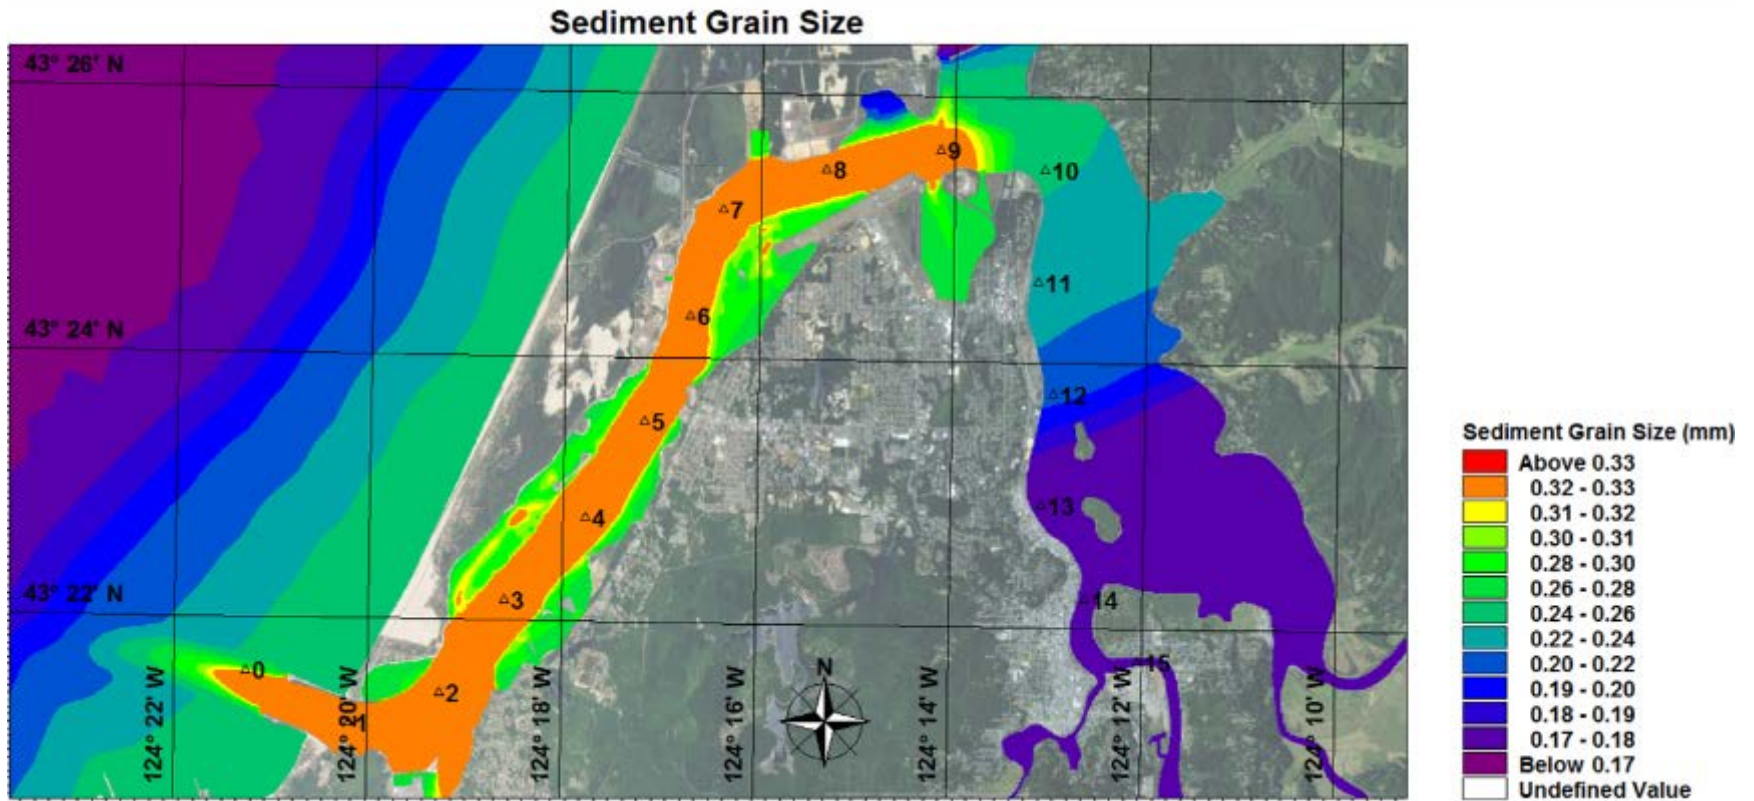 Sediment Grain Size
43° 26' N
9
8
10
7
11
6
43° 24' N
12
5
13
4
43° 22' N
3
14
0
15
2
1
N
124° 22' W
124° 20' W
124° 18' W
124° 16' W
124° 14' W
124° 12' W
124° 10' W
Sediment Grain Size (mm)
Above 0.33
0.32 - 0.33
0.31 - 0.32
0.30 - 0.31
0.28 - 0.30
0.26 - 0.28
0.24 - 0.26
0.22 - 0.24
0.20 - 0.22
0.19 - 0.20
0.18 - 0.19
0.17 - 0.18
Below 0.17
Undefined Value